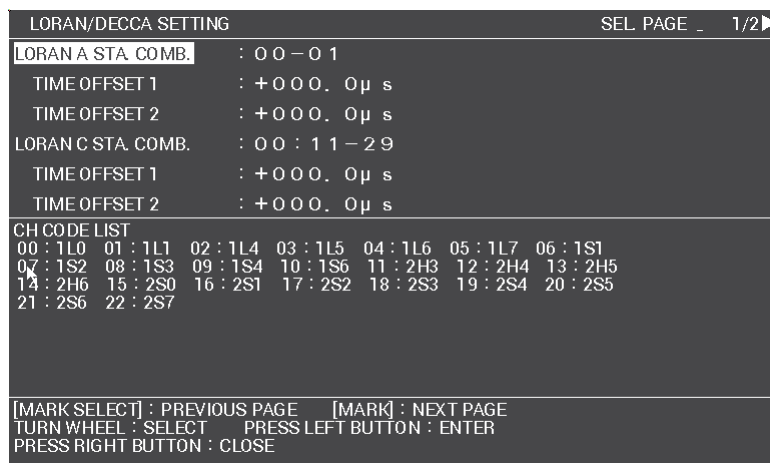 LORAN/DECCA SETTING SEL. PAGE _ 1/2▶
LORAN A STA. COMB. : 00-01
TIME OFFSET 1 : +000. 0μ s
TIME OFFSET 2 : +000. 0μ s
LORAN C STA. COMB. : 00:11-29
TIME OFFSET 1 : +000. 0μ s
TIME OFFSET 2 : +000. 0μ s
CH CODE LIST
00 : 1L0 01 : 1L1 02 : 1L4 03 : 1L5 04 : 1L6 05 : 1L7 06 : 1S1
07 : 1S2 08 : 1S3 09 : 1S4 10 : 1S6 11 : 2H3 12 : 2H4 13 : 2H5
14 : 2H6 15 : 2S0 16 : 2S1 17 : 2S2 18 : 2S3 19 : 2S4 20 : 2S5
21 : 2S6 22 : 2S7
[MARK SELECT] : PREVIOUS PAGE [MARK] : NEXT PAGE
TURN WHEEL : SELECT PRESS LEFT BUTTON : ENTER
PRESS RIGHT BUTTON : CLOSE